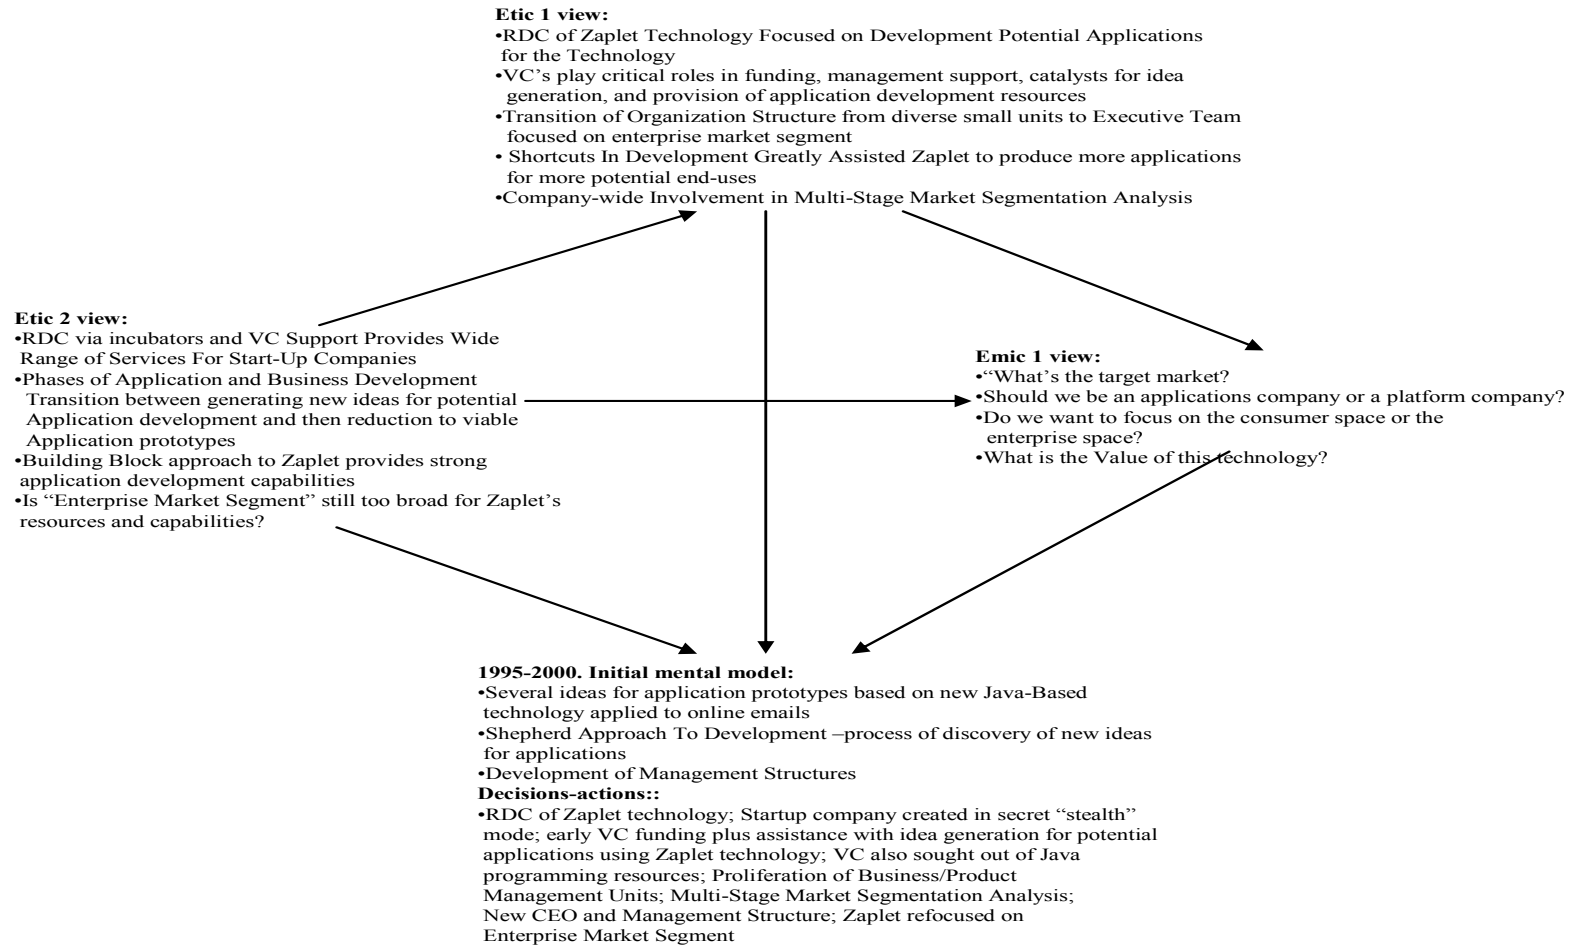 Etic 1 view:
•RDC of Zaplet Technology Focused on Development Potential Applications
for the Technology
•VC’s play critical roles in funding, management support, catalysts for idea
generation, and provision of application development resources
•Transition of Organization Structure from diverse small units to Executive Team
focused on enterprise market segment
• Shortcuts In Development Greatly Assisted Zaplet to produce more applications
for more potential end-uses
•Company-wide Involvement in Multi-Stage Market Segmentation Analysis
Etic 2 view:
•RDC via incubators and VC Support Provides Wide
Range of Services For Start-Up Companies
•Phases of Application and Business Development
Transition between generating new ideas for potential
Application development and then reduction to viable
Application prototypes
•Building Block approach to Zaplet provides strong
application development capabilities
•Is “Enterprise Market Segment” still too broad for Zaplet’s
resources and capabilities?
Emic 1 view:
•“What’s the target market?
•Should we be an applications company or a platform company?
•Do we want to focus on the consumer space or the
enterprise space?
•What is the Value of this technology?
1995-2000. Initial mental model:
•Several ideas for application prototypes based on new Java-Based
technology applied to online emails
•Shepherd Approach To Development –process of discovery of new ideas
for applications
•Development of Management Structures
Decisions-actions::
•RDC of Zaplet technology; Startup company created in secret “stealth”
mode; early VC funding plus assistance with idea generation for potential
applications using Zaplet technology; VC also sought out of Java
programming resources; Proliferation of Business/Product
Management Units; Multi-Stage Market Segmentation Analysis;
New CEO and Management Structure; Zaplet refocused on
Enterprise Market Segment